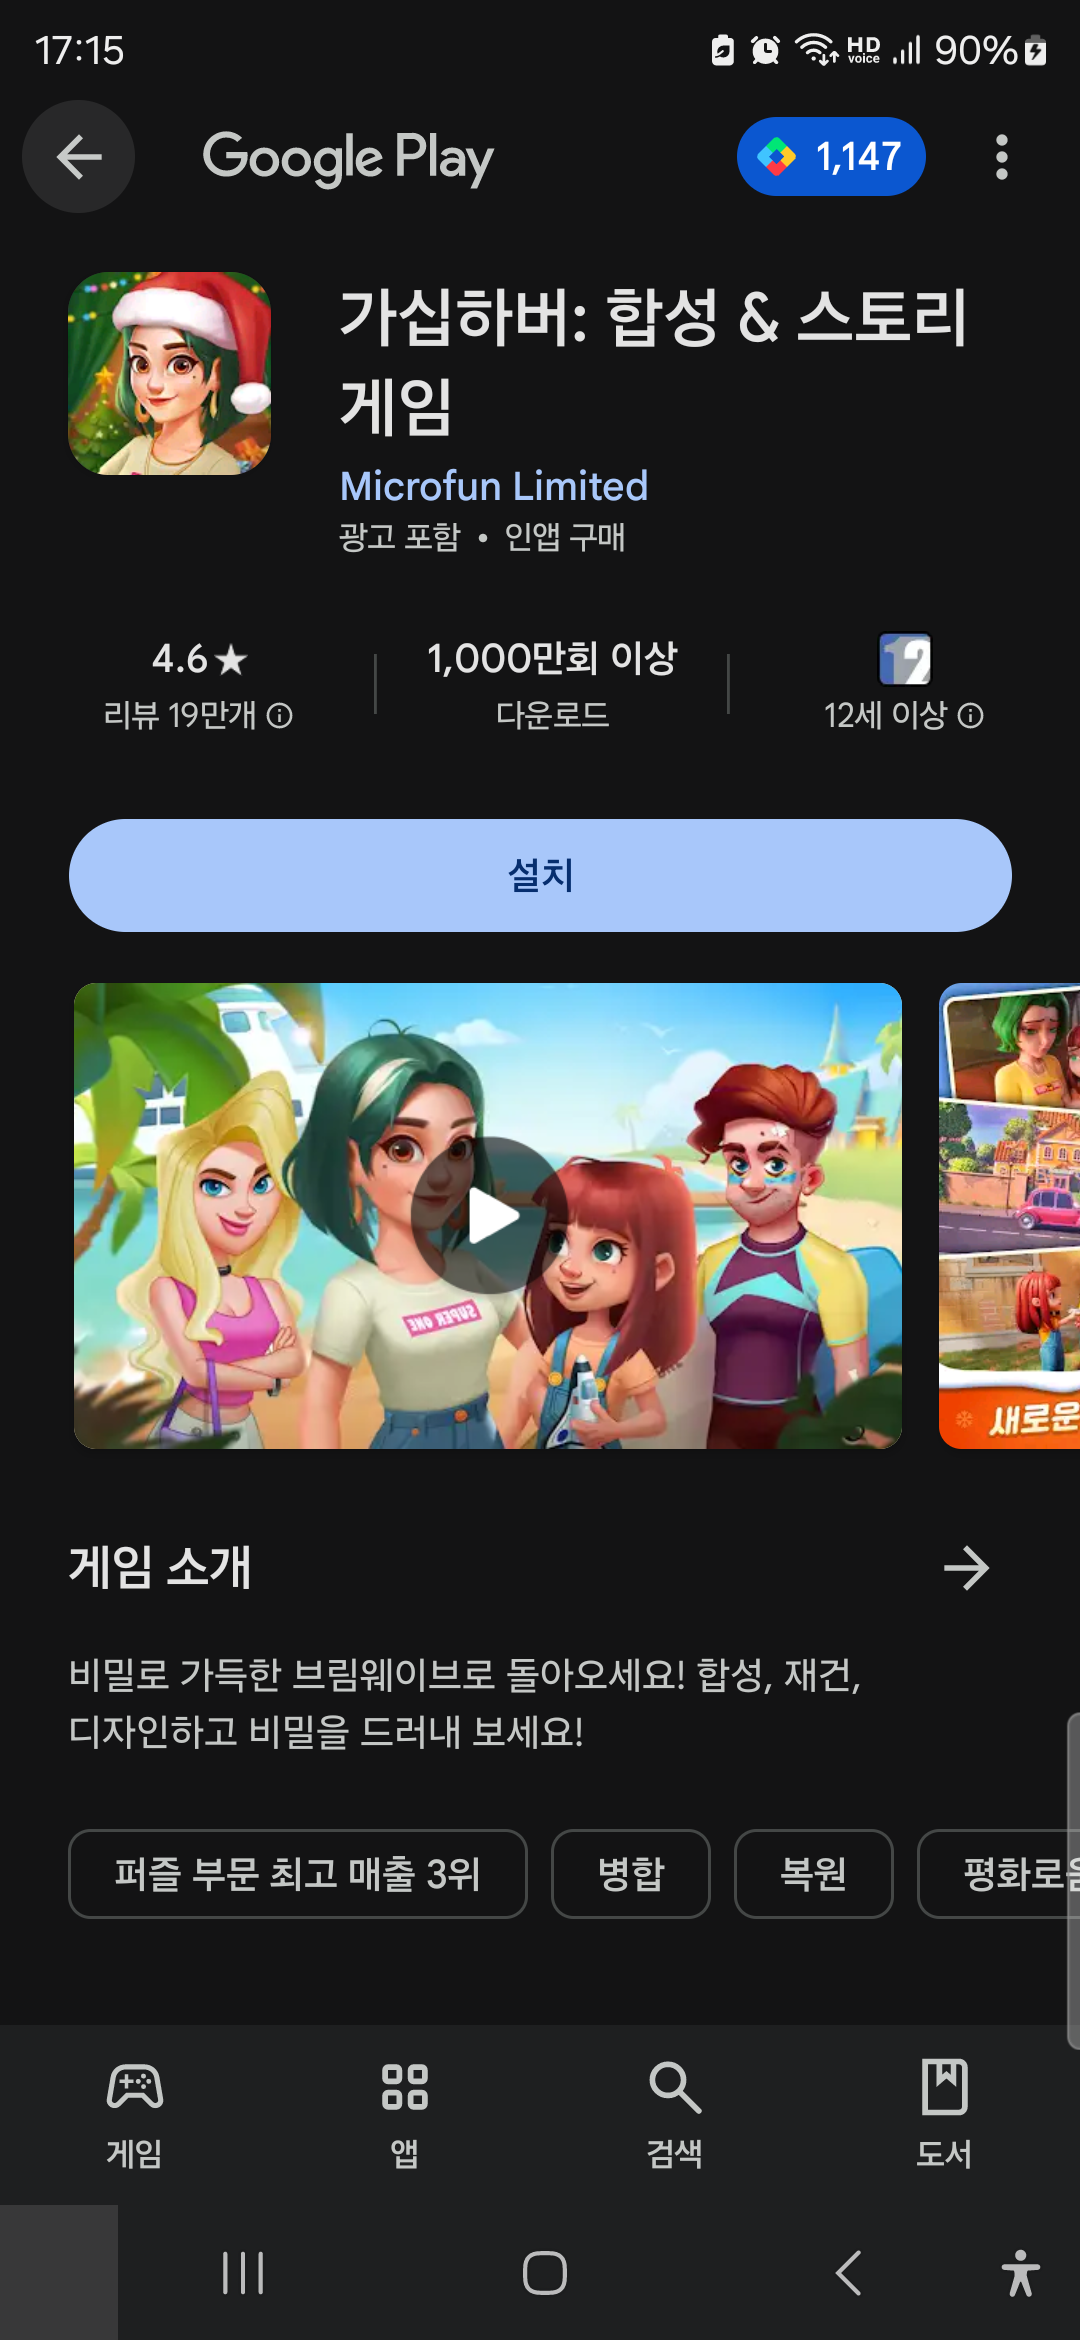 17:15
HD voice
90%
Google Play
1,147
가십하버: 합성 & 스토리
게임
Microfun Limited
광고 포함 • 인앱 구매
4.6★
리뷰 19만개
1,000만회 이상
다운로드
12
12세 이상
설치
SUPER ONE
새로운
게임 소개
비밀로 가득한 브림웨이브로 돌아오세요! 합성, 재건,
디자인하고 비밀을 드러내 보세요!
퍼즐 부문 최고 매출 3위
병합
복원
평화로운
게임
앱
검색
도서